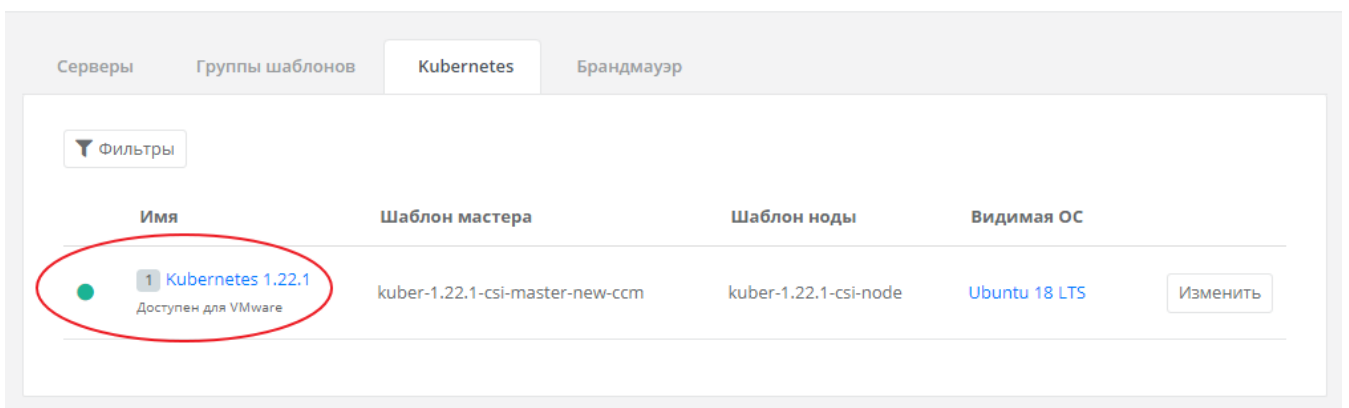 Серверы Группы шаблонов Kubernetes Брандмауэр
Фильтры
Имя Шаблон мастера Шаблон ноды Видимая ОС
1 Kubernetes 1.22.1 kuber-1.22.1-csi-master-new-ccm kuber-1.22.1-csi-node Ubuntu 18 LTS Изменить
Доступен для VMware